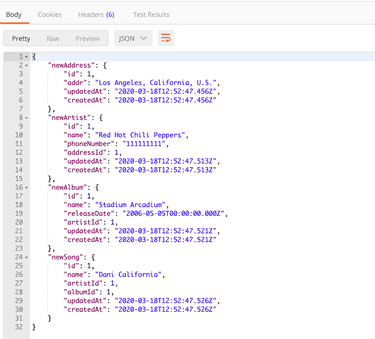 Body Cookies Headers (6) Test Results
Pretty Raw Preview JSON
1 {
2 "newAddress": {
3 "id": 1,
4 "addr": "Los Angeles, California, U.S.",
5 "updatedAt": "2020-03-18T12:52:47.456Z",
6 "createdAt": "2020-03-18T12:52:47.456Z"
7 },
8 "newArtist": {
9 "id": 1,
10 "name": "Red Hot Chili Peppers",
11 "phoneNumber": "111111111",
12 "addressId": 1,
13 "updatedAt": "2020-03-18T12:52:47.513Z",
14 "createdAt": "2020-03-18T12:52:47.513Z"
15 },
16 "newAlbum": {
17 "id": 1,
18 "name": "Stadium Arcadium",
19 "releaseDate": "2006-05-05T00:00:00.000Z",
20 "artistId": 1,
21 "updatedAt": "2020-03-18T12:52:47.521Z",
22 "createdAt": "2020-03-18T12:52:47.521Z"
23 },
24 "newSong": {
25 "id": 1,
26 "name": "Dani California",
27 "artistId": 1,
28 "albumId": 1,
29 "updatedAt": "2020-03-18T12:52:47.526Z",
30 "createdAt": "2020-03-18T12:52:47.526Z"
31 }
32 }